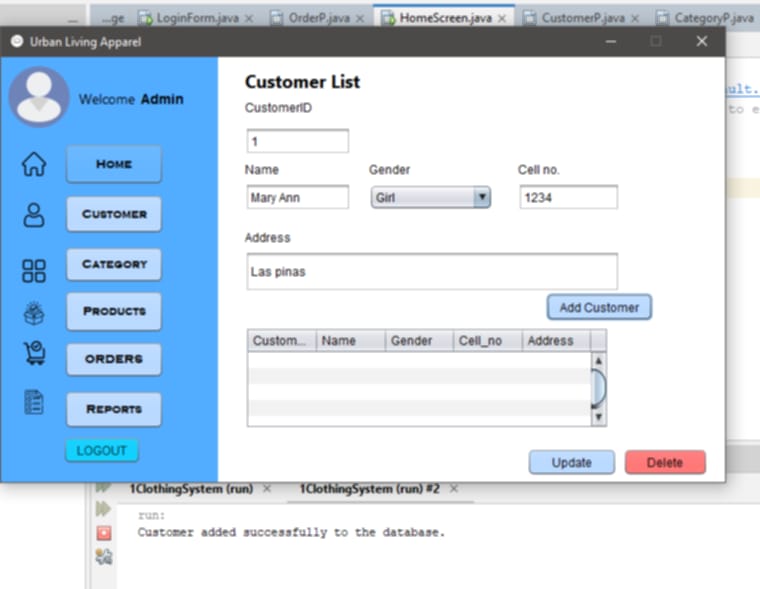 ...ge LoginForm.java OrderP.java HomeScreen.java CustomerP.java CategoryP.java
Urban Living Apparel
ult.
to e
Welcome Admin
HOME
CUSTOMER
CATEGORY
PRODUCTS
ORDERS
REPORTS
LOGOUT
Customer List
CustomerID
1
Name Gender Cell no.
Mary Ann Girl 1234
Address
Las pinas
Add Customer
Custom... Name Gender Cell_no Address
Update Delete
1ClothingSystem (run) 1ClothingSystem (run) #2
run:
Customer added successfully to the database.